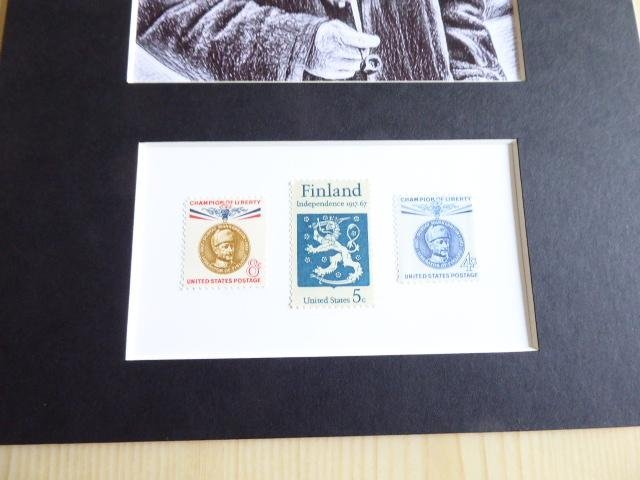 CHAMPION OF LIBERTY
8¢
UNITED STATES POSTAGE
Finland
Independence 1917-67
United States 5c
CHAMPION OF LIBERTY
4¢
UNITED STATES POSTAGE